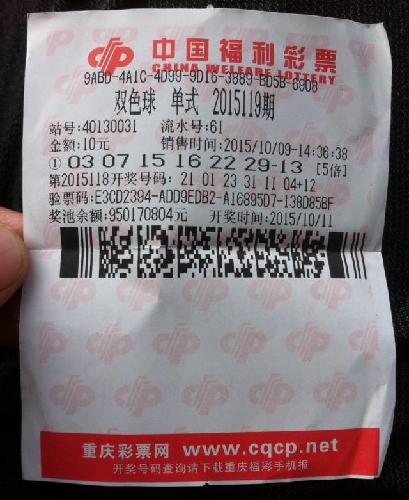 中国福利彩票
CHINA WELFARE LOTTERY
9ABD-4A1C-4D99-9D16-3889-BD5B-6908
双色球 单式 2015119期
站号:40130031 流水号:61
金额:10元 销售时间:2015/10/09-14:36:38
① 03 07 15 16 22 29-13 [5倍]
第2015118开奖号码: 21 01 23 31 11 04+12
验票码:E3CD2394-ADD9EDB2-A16895D7-138D85BF
奖池余额:950170804元 开奖时间:2015/10/11
重庆彩票网 www.cqcp.net
开奖号码查询请下载重庆福彩手机报